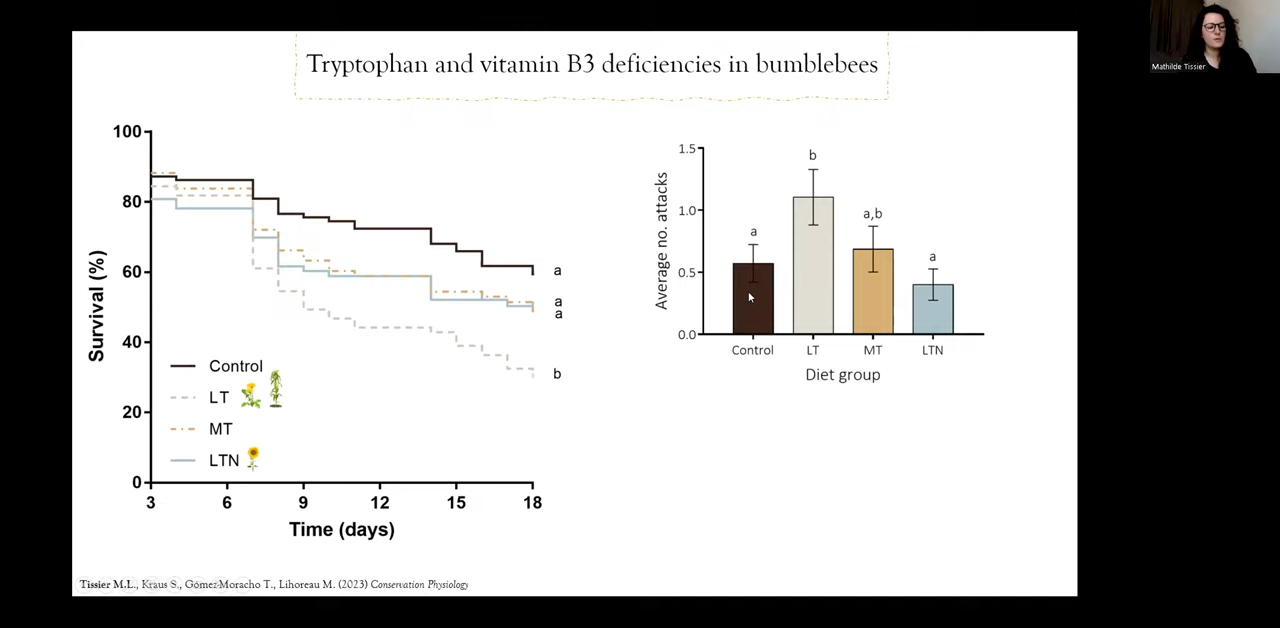 Mathilde Tissier
Tryptophan and vitamin B3 deficiencies in bumblebees
100
80
60
40
20
0
Survival (%)
3 6 9 12 15 18
Time (days)
Control
LT
MT
LTN
a
a
a
b
1.5
1.0
0.5
0.0
Average no. attacks
a
b
a,b
a
Control LT MT LTN
Diet group
Tissier M.L., Kraus S., Gómez-Moracho T., Lihoreau M. (2023) Conservation Physiology